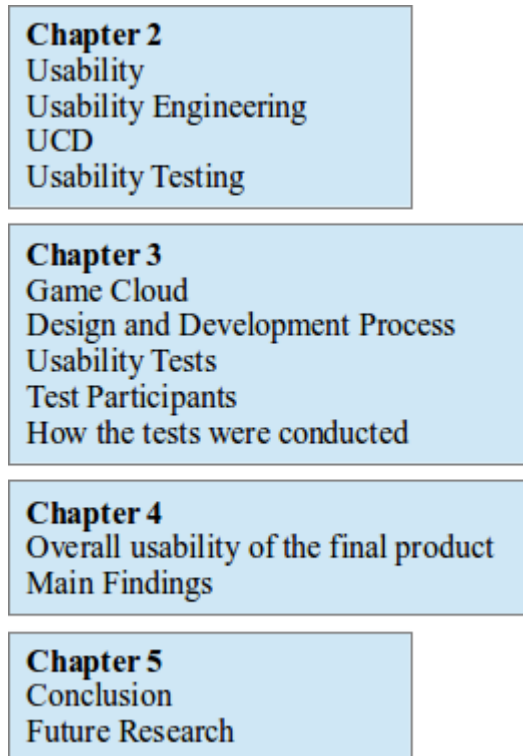 Chapter 2
Usability
Usability Engineering
UCD
Usability Testing
Chapter 3
Game Cloud
Design and Development Process
Usability Tests
Test Participants
How the tests were conducted
Chapter 4
Overall usability of the final product
Main Findings
Chapter 5
Conclusion
Future Research